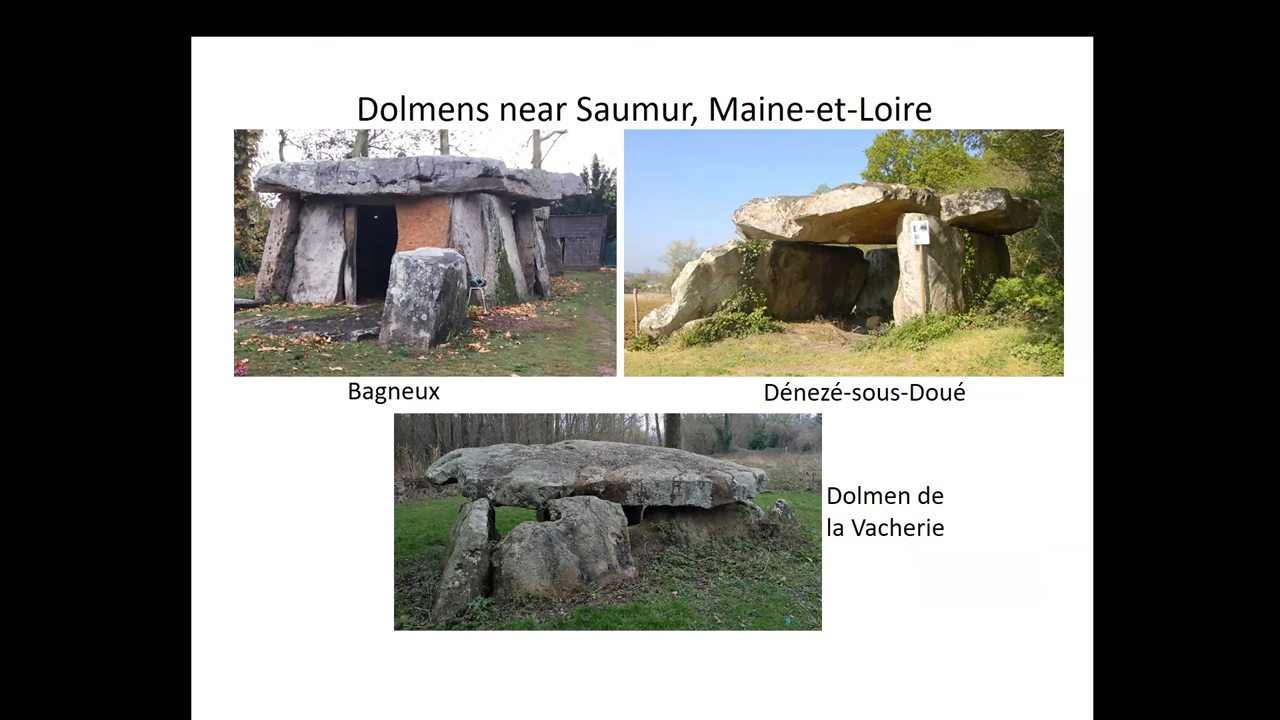 Dolmens near Saumur, Maine-et-Loire
Bagneux
Dénezé-sous-Doué
Dolmen de
la Vacherie